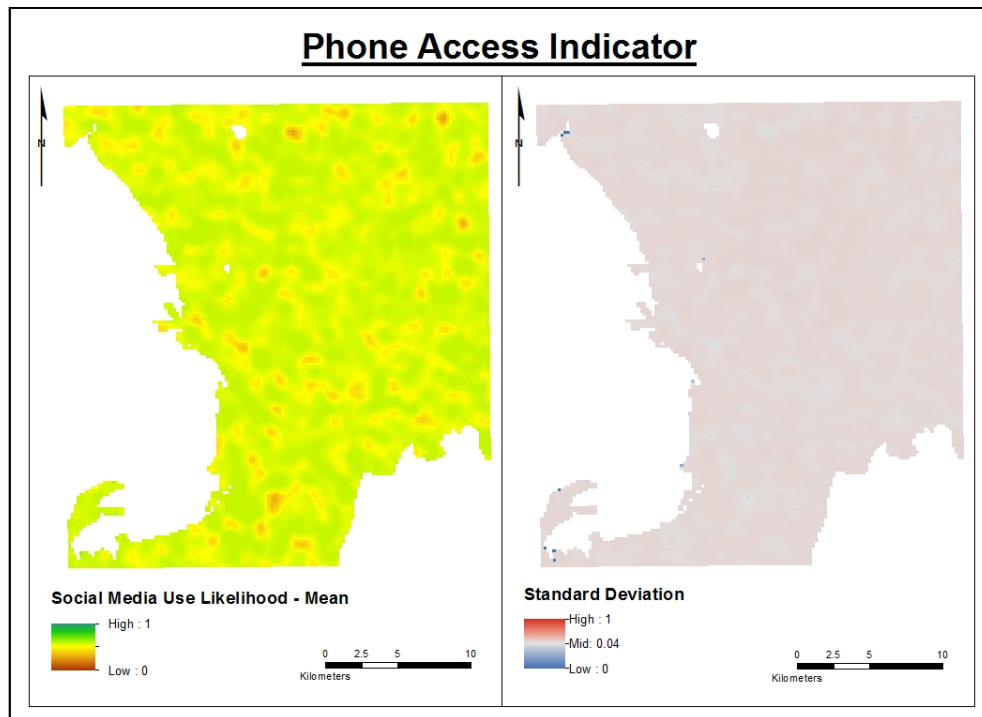 Phone Access Indicator
N
N
Social Media Use Likelihood - Mean
High : 1
Low : 0
0 2.5 5 10
Kilometers
Standard Deviation
High : 1
Mid: 0.04
Low : 0
0 2.5 5 10
Kilometers